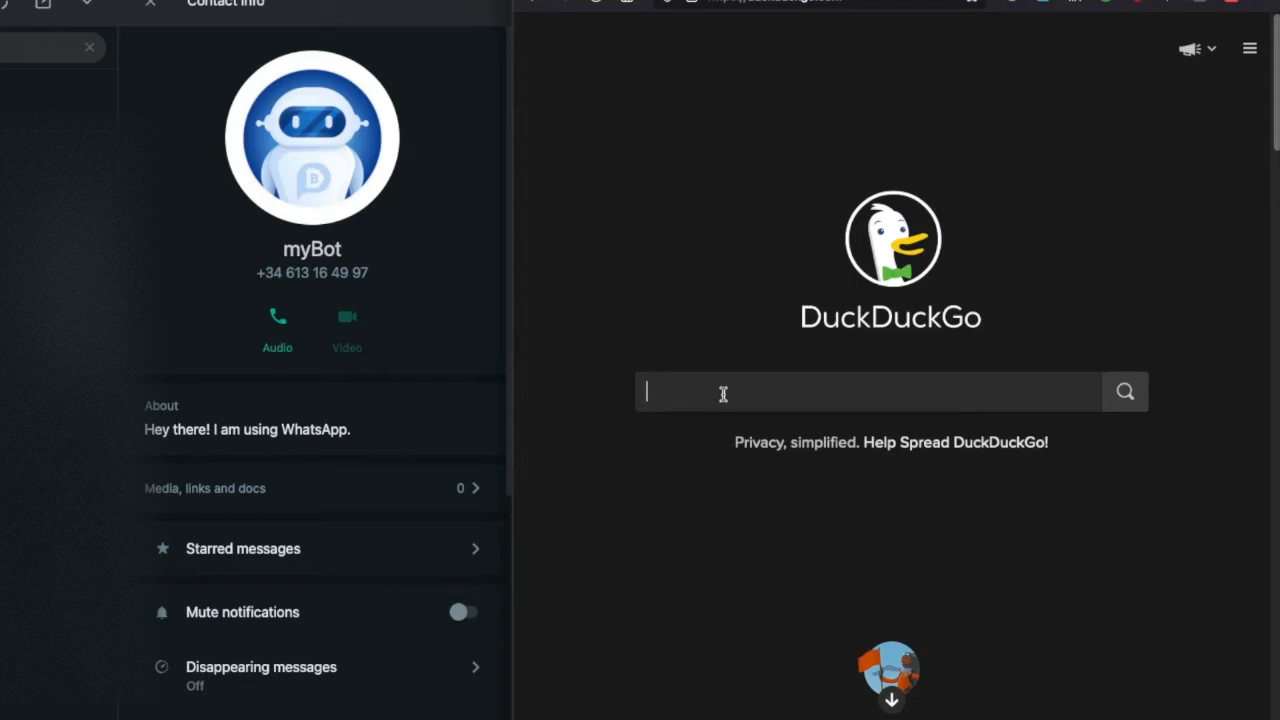 Contact info
myBot
+34 613 16 49 97
Audio
Video
About
Hey there! I am using WhatsApp.
Media, links and docs
0
Starred messages
Mute notifications
Disappearing messages
Off
DuckDuckGo
Privacy, simplified. Help Spread DuckDuckGo!